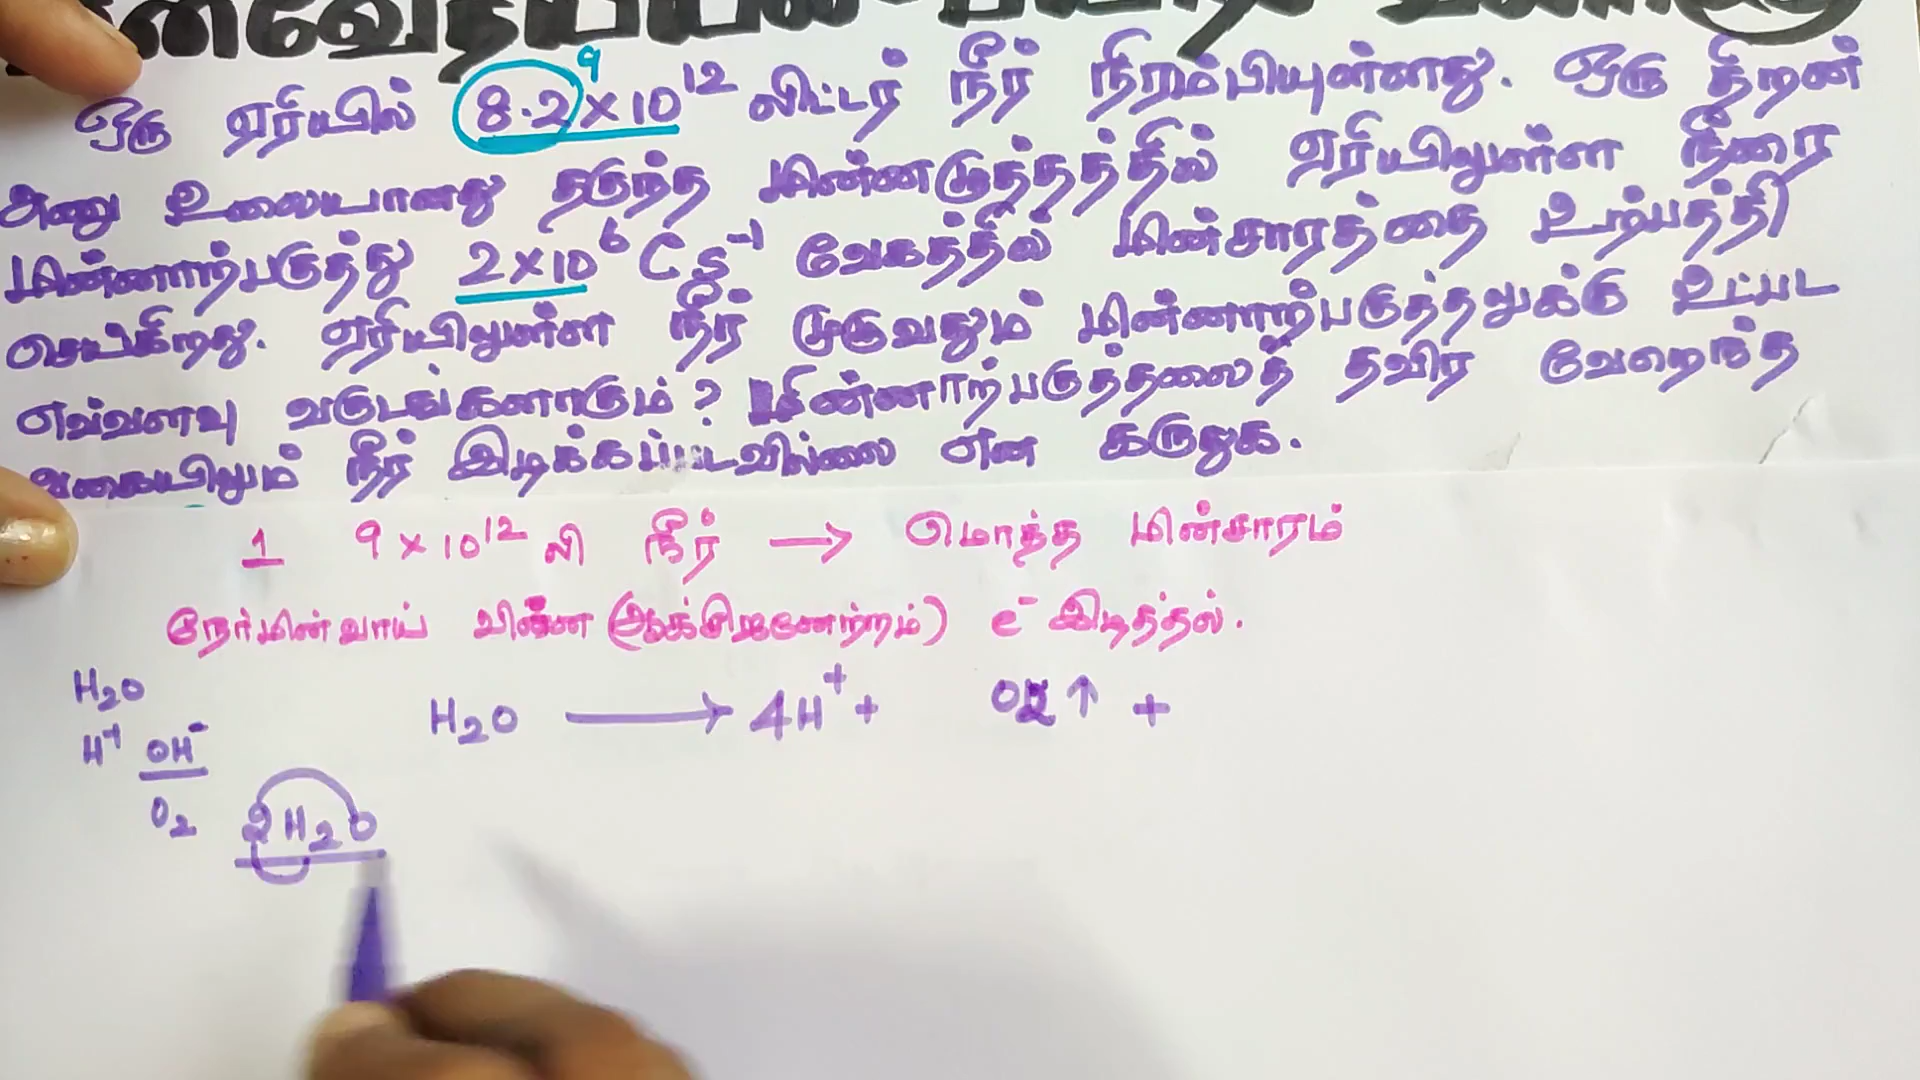 ஒரு ஏரியில் 8.2 9 × 10¹² லிட்டர் நீர் நிரம்பியுள்ளது. ஒரு திறன்
அணு உலையானது தகுந்த மின்னழுத்தத்தில் ஏரியிலுள்ள நீரை
மின்னாற்பகுத்து 2×10⁶ C S⁻¹ வேகத்தில் மின்சாரத்தை உற்பத்தி
செய்கிறது. ஏரியிலுள்ள நீர் முழுவதும் மின்னாற்பகுத்தலுக்கு உட்பட
எவ்வளவு வருடங்களாகும்? மின்னாற்பகுத்தலைத் தவிர வேறெந்த
வகையிலும் நீர் இடிக்கப்படவில்லை என கருதுக.
1 9 × 10¹² லி நீர் → மொத்த மின்சாரம்
நேர்மின்வாய் வினை (ஆக்சிஜனேற்றம்) e⁻ இடித்தல்.
H₂O
H₂O ⟶ 4H⁺ + O₂ ↑ +
H⁺ OH⁻
O₂
2H₂O